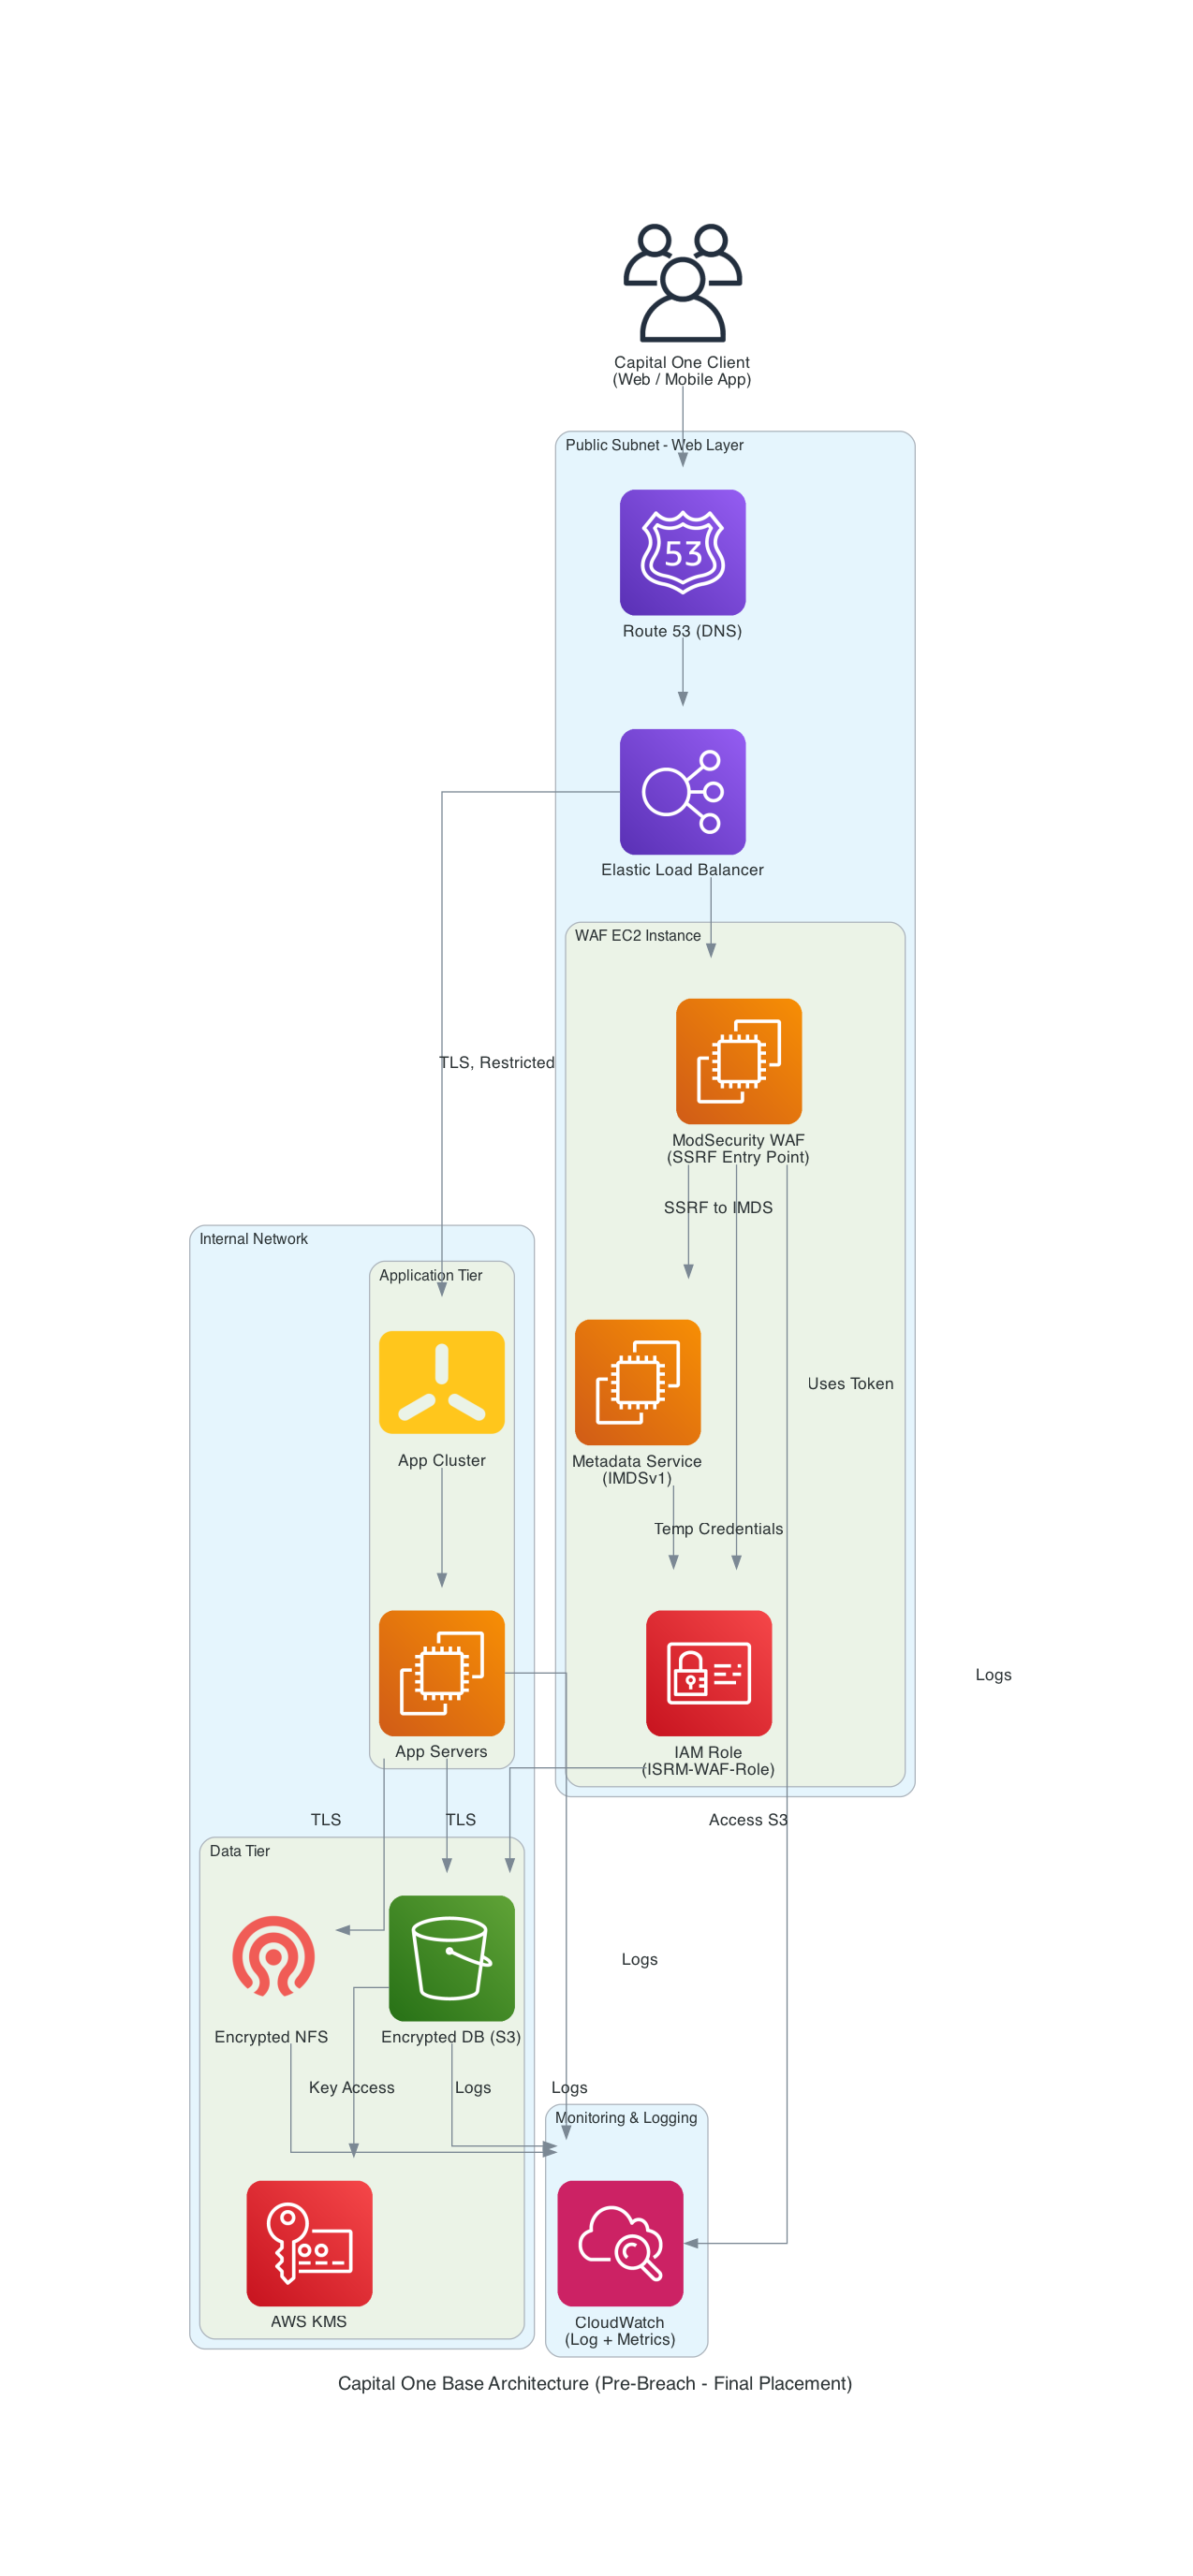 Capital One Client
(Web / Mobile App)
Public Subnet - Web Layer
53
Route 53 (DNS)
Elastic Load Balancer
WAF EC2 Instance
TLS, Restricted
ModSecurity WAF
(SSRF Entry Point)
SSRF to IMDS
Internal Network
Application Tier
App Cluster
Uses Token
Metadata Service
(IMDSv1)
Temp Credentials
Logs
App Servers
IAM Role
(ISRM-WAF-Role)
TLS
TLS
Access S3
Data Tier
Logs
Encrypted NFS
Encrypted DB (S3)
Key Access
Logs
Logs
Monitoring & Logging
AWS KMS
CloudWatch
(Log + Metrics)
Capital One Base Architecture (Pre-Breach - Final Placement)